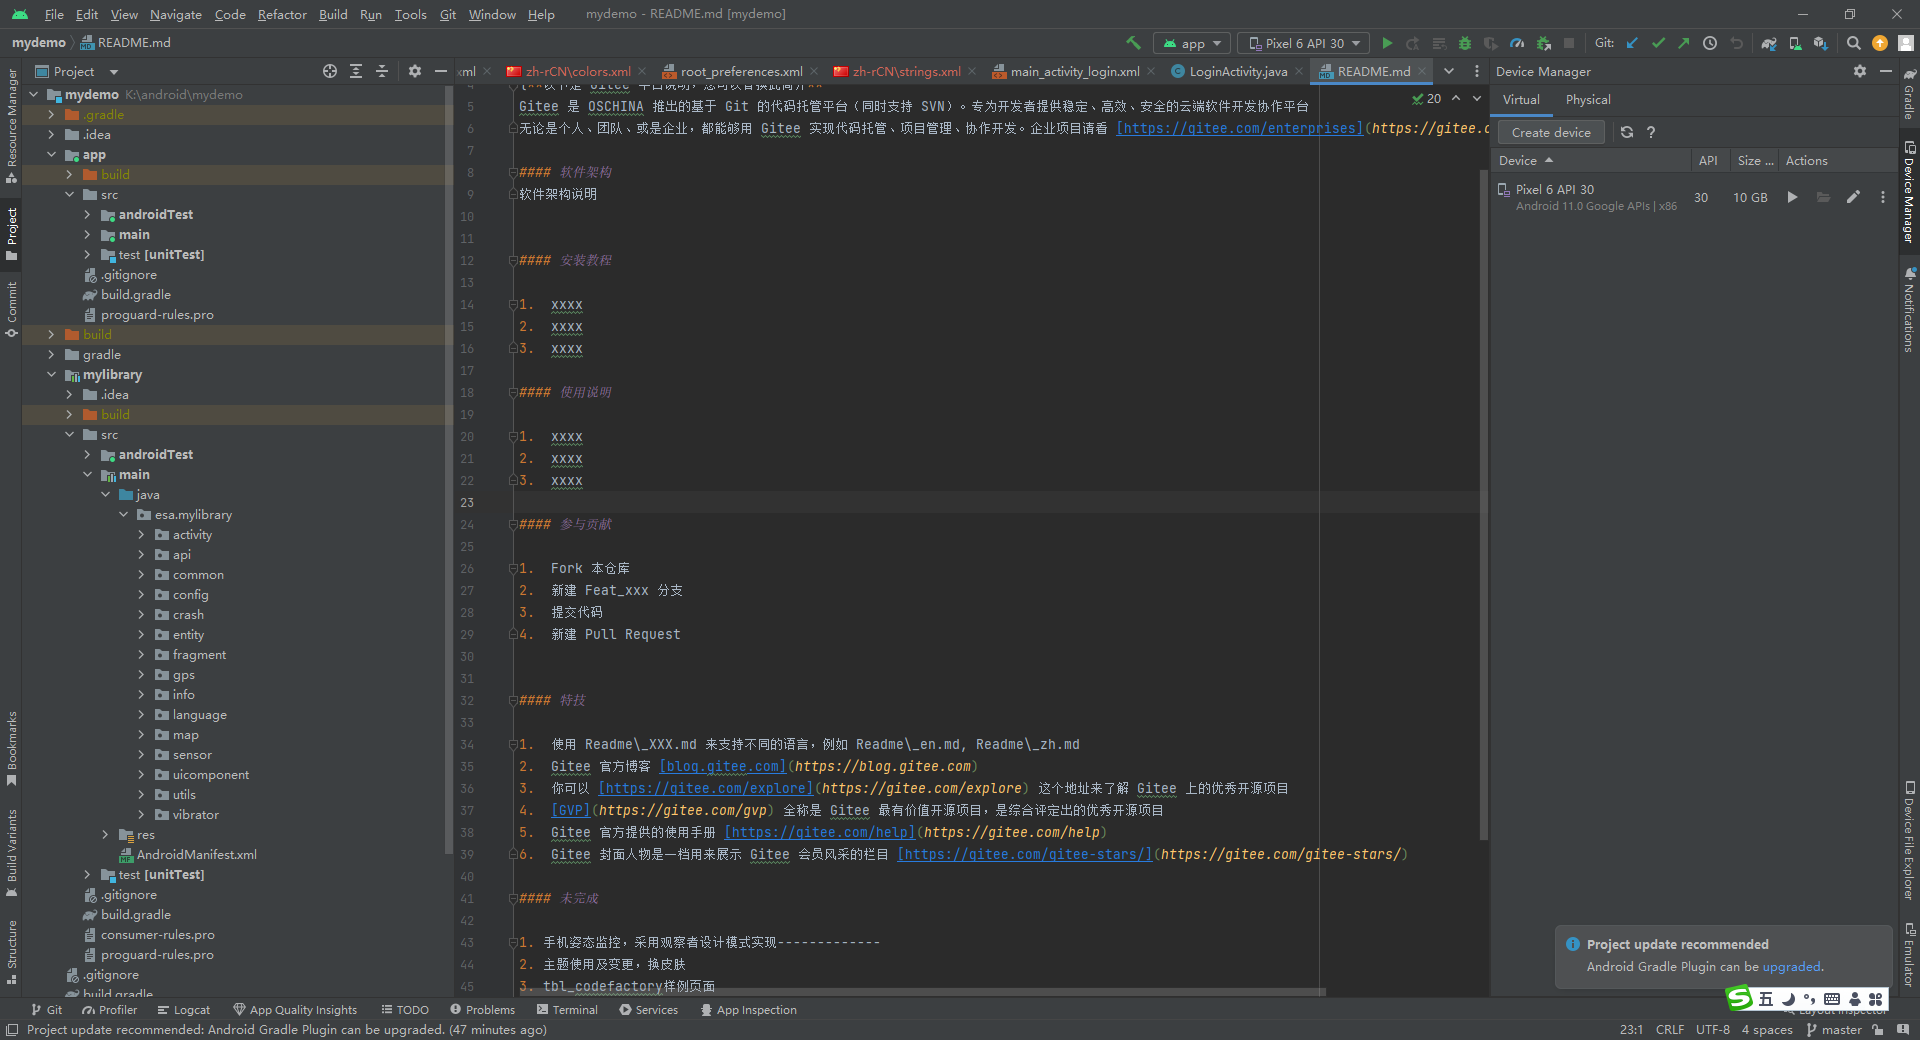 File Edit View Navigate Code Refactor Build Run Tools Git Window Help mydemo - README.md [mydemo]
mydemo README.md
app Pixel 6 API 30 Git:
Project
xml zh-rCN\colors.xml root_preferences.xml zh-rCN\strings.xml main_activity_login.xml LoginActivity.java README.md
Resource Manager
Project
Commit
Bookmarks
Build Variants
Structure
mydemo K:\android\mydemo
.gradle
.idea
app
build
src
androidTest
main
test [unitTest]
.gitignore
build.gradle
proguard-rules.pro
build
gradle
mylibrary
.idea
build
src
androidTest
main
java
esa.mylibrary
activity
api
common
config
crash
entity
fragment
gps
info
language
map
sensor
uicomponent
utils
vibrator
res
AndroidManifest.xml
test [unitTest]
.gitignore
build.gradle
consumer-rules.pro
proguard-rules.pro
.gitignore
build.gradle
20
5 Gitee 是 OSCHINA 推出的基于 Git 的代码托管平台（同时支持 SVN）。专为开发者提供稳定、高效、安全的云端软件开发协作平台
6 无论是个人、团队、或是企业，都能够用 Gitee 实现代码托管、项目管理、协作开发。企业项目请看 [https://gitee.com/enterprises](https://gitee.c
7
8 #### 软件架构
9 软件架构说明
10
11
12 #### 安装教程
13
14 1. xxxx
15 2. xxxx
16 3. xxxx
17
18 #### 使用说明
19
20 1. xxxx
21 2. xxxx
22 3. xxxx
23
24 #### 参与贡献
25
26 1. Fork 本仓库
27 2. 新建 Feat_xxx 分支
28 3. 提交代码
29 4. 新建 Pull Request
30
31
32 #### 特技
33
34 1. 使用 Readme\_XXX.md 来支持不同的语言，例如 Readme\_en.md, Readme\_zh.md
35 2. Gitee 官方博客 [blog.gitee.com](https://blog.gitee.com)
36 3. 你可以 [https://gitee.com/explore](https://gitee.com/explore) 这个地址来了解 Gitee 上的优秀开源项目
37 4. [GVP](https://gitee.com/gvp) 全称是 Gitee 最有价值开源项目，是综合评定出的优秀开源项目
38 5. Gitee 官方提供的使用手册 [https://gitee.com/help](https://gitee.com/help)
39 6. Gitee 封面人物是一档用来展示 Gitee 会员风采的栏目 [https://gitee.com/gitee-stars/](https://gitee.com/gitee-stars/)
40
41 #### 未完成
42
43 1. 手机姿态监控，采用观察者设计模式实现-------------
44 2. 主题使用及变更，换皮肤
45 3. tbl_codefactory样例页面
Device Manager
Virtual Physical
Create device ?
Device API Size ... Actions
Pixel 6 API 30
Android 11.0 Google APIs | x86 30 10 GB
Gradle
Device Manager
Notifications
Device File Explorer
Emulator
Project update recommended
Android Gradle Plugin can be upgraded.
五
Layout Inspector
Git Profiler Logcat App Quality Insights TODO Problems Terminal Services App Inspection
Project update recommended: Android Gradle Plugin can be upgraded. (47 minutes ago)
23:1 CRLF UTF-8 4 spaces master